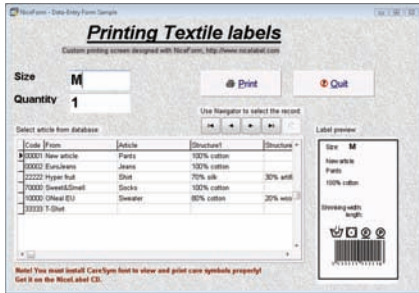 NiceForm - Data-Entry Form Sample
Printing Textile labels
Custom printing screen designed with NiceForm, http://www.nicelabel.com
Size M
Quantity 1
Print
Quit
Use Navigator to select the record
Select article from database:
Code From Article Structure1 Structure
00001 New article Pants 100% cotton
00002 EuroJeans Jeans 100% cotton
22222 Hyper fruit Shirt 70% silk 30% artifi
70000 Sweet&Smell Socks 100% cotton
10000 ONeal EU Sweater 80% cotton 20% woo
33333 T-Shirt
Label preview:
Size: M
New article
Pants
100% cotton
Shrinking width:
length:
Note! You must install CareSym font to view and print care symbols properly!
Get it on the NiceLabel CD.